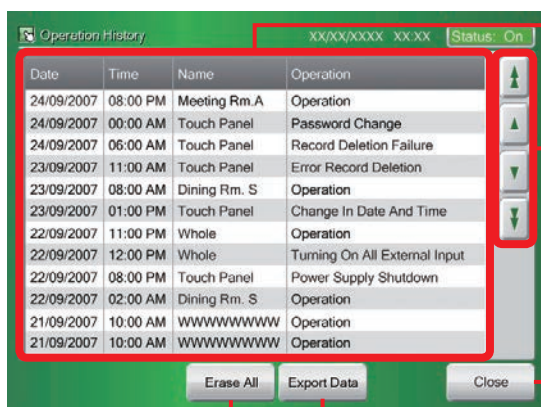 Operation History XX/XX/XXXX XX:XX Status: On
Date Time Name Operation
24/09/2007 08:00 PM Meeting Rm.A Operation
24/09/2007 00:00 AM Touch Panel Password Change
24/09/2007 06:00 AM Touch Panel Record Deletion Failure
23/09/2007 11:00 AM Touch Panel Error Record Deletion
23/09/2007 08:00 AM Dining Rm. S Operation
23/09/2007 01:00 PM Touch Panel Change In Date And Time
22/09/2007 11:00 PM Whole Operation
22/09/2007 12:00 PM Whole Turning On All External Input
22/09/2007 08:00 PM Touch Panel Power Supply Shutdown
22/09/2007 02:00 AM Dining Rm. S Operation
21/09/2007 10:00 AM WWWWWWWW Operation
21/09/2007 10:00 AM WWWWWWWW Operation
Erase All Export Data Close